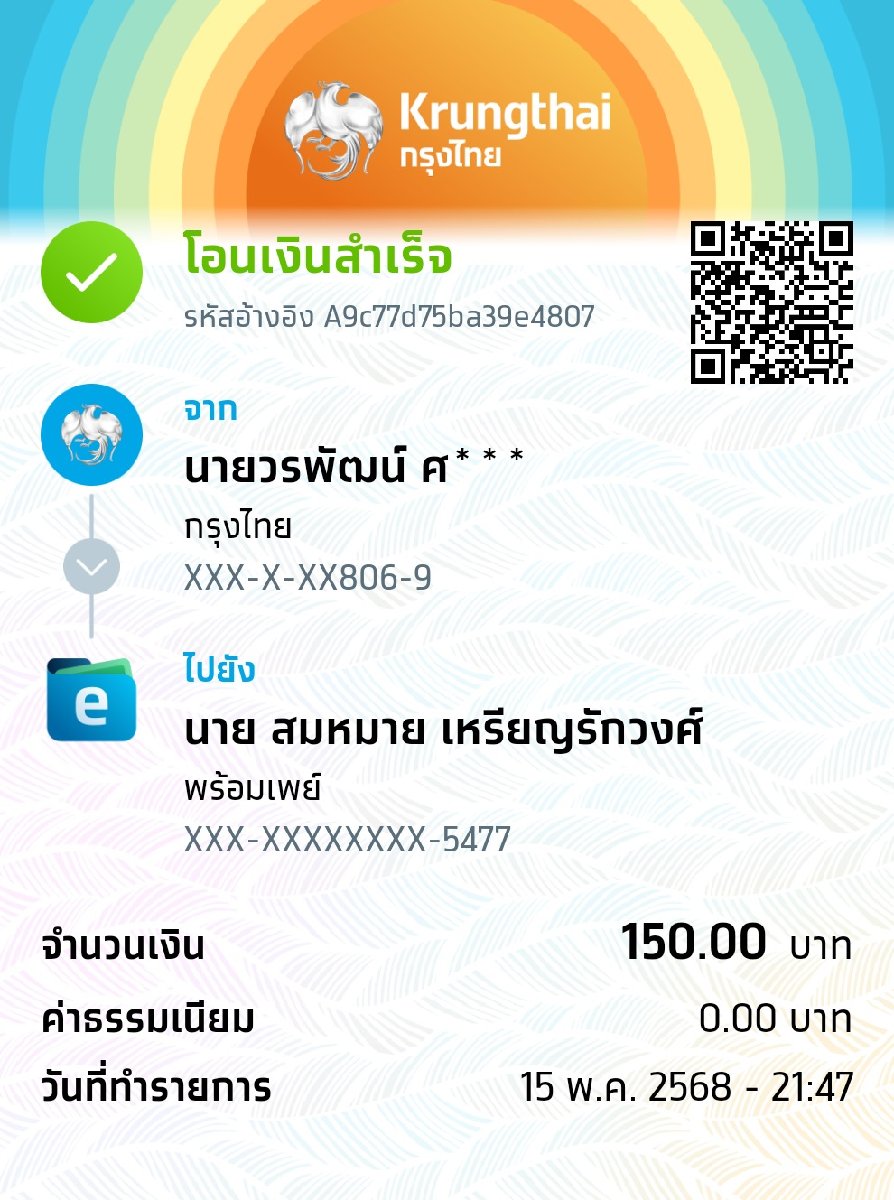 Krungthai
กรุงไทย
โอนเงินสำเร็จ
รหัสอ้างอิง A9c77d75ba39e4807
จาก
นายวรพัฒน์ ศ* * *
กรุงไทย
XXX-X-XX806-9
e
ไปยัง
นาย สมหมาย เหรียญรักวงศ์
พร้อมเพย์
XXX-XXXXXXXX-5477
จำนวนเงิน 150.00 บาท
ค่าธรรมเนียม 0.00 บาท
วันที่ทำรายการ 15 พ.ค. 2568 - 21:47